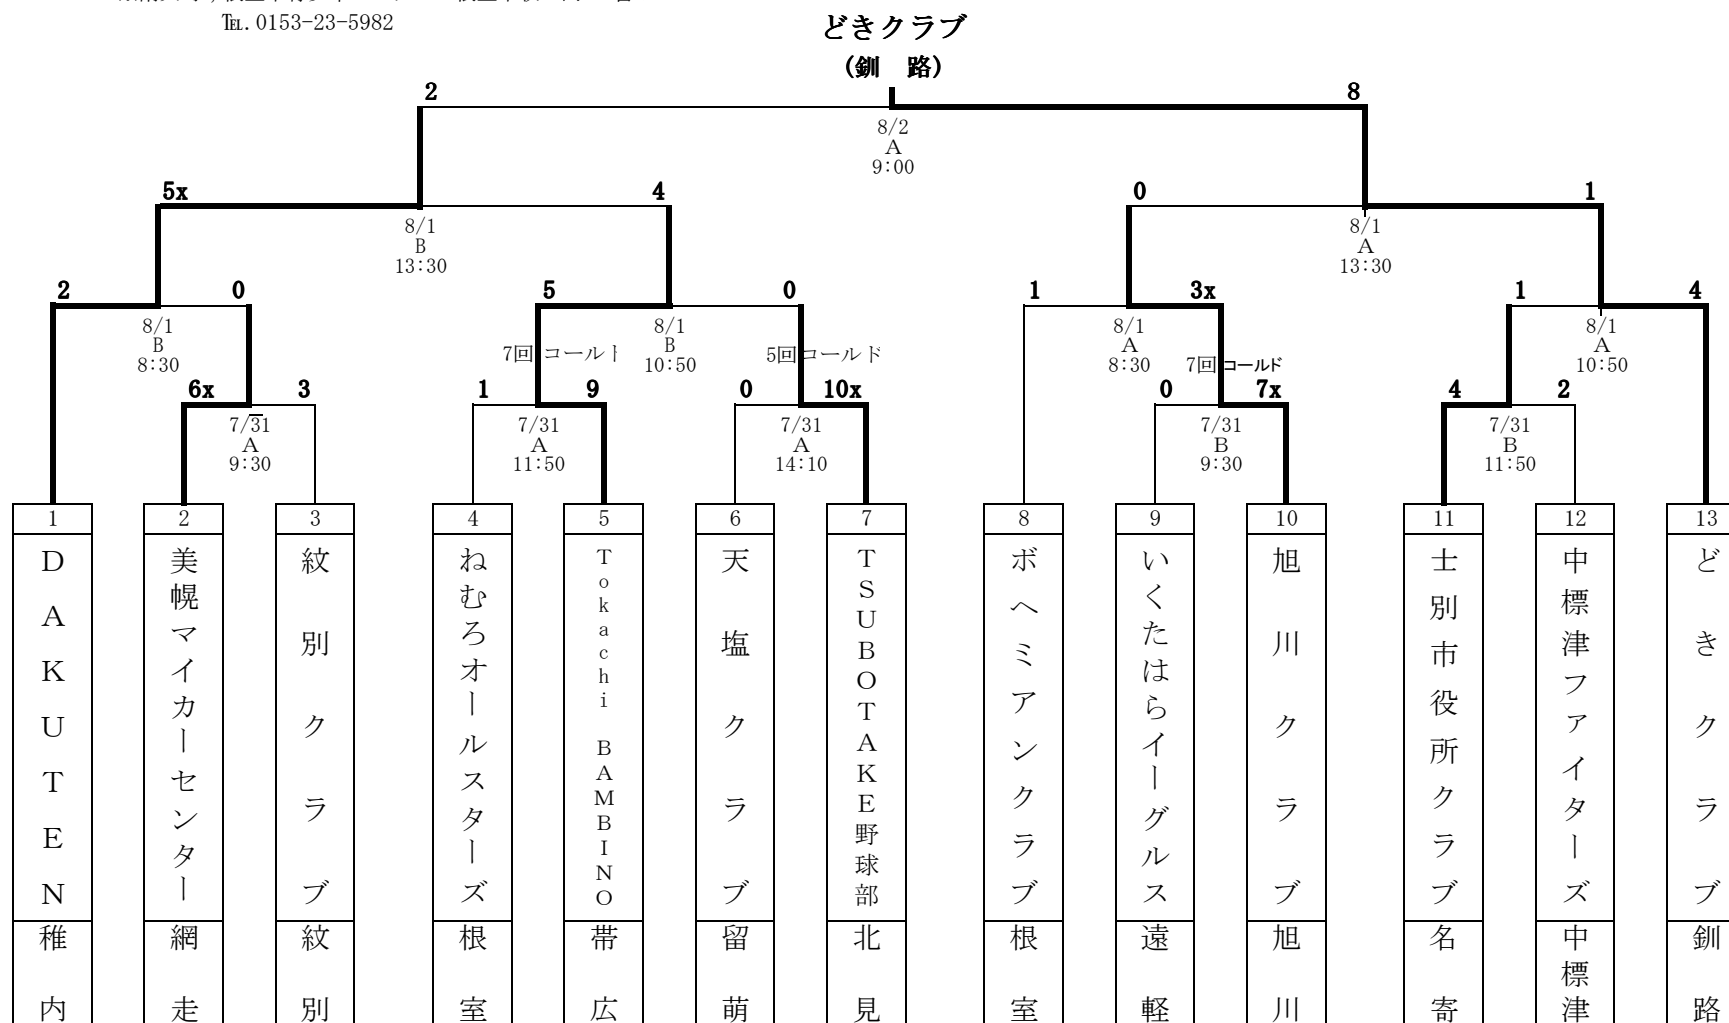 ℡.0153-23-5982
どきクラブ
(釧　路)
2
8
8/2
A
9:00
5x
4
0
1
8/1
B
13:30
8/1
A
13:30
2
0
5
0
1
3x
1
4
8/1
B
8:30
8/1
B
10:50
8/1
A
8:30
8/1
A
10:50
7回コールド
5回コールド
7回コールド
6x
3
1
9
0
10x
0
7x
4
2
7/31
A
9:30
7/31
A
11:50
7/31
A
14:10
7/31
B
9:30
7/31
B
11:50
1
DAKUTEN
稚内
2
美幌マイカーセンター
網走
3
紋別クラブ
紋別
4
ねむろオールスターズ
根室
5
Tokachi BAMBINO
帯広
6
天塩クラブ
留萌
7
TSUBOTAKE野球部
北見
8
ボヘミアンクラブ
根室
9
いくたはらイーグルス
遠軽
10
旭川クラブ
旭川
11
士別市役所クラブ
名寄
12
中標津ファイターズ
中標津
13
どきクラブ
釧路